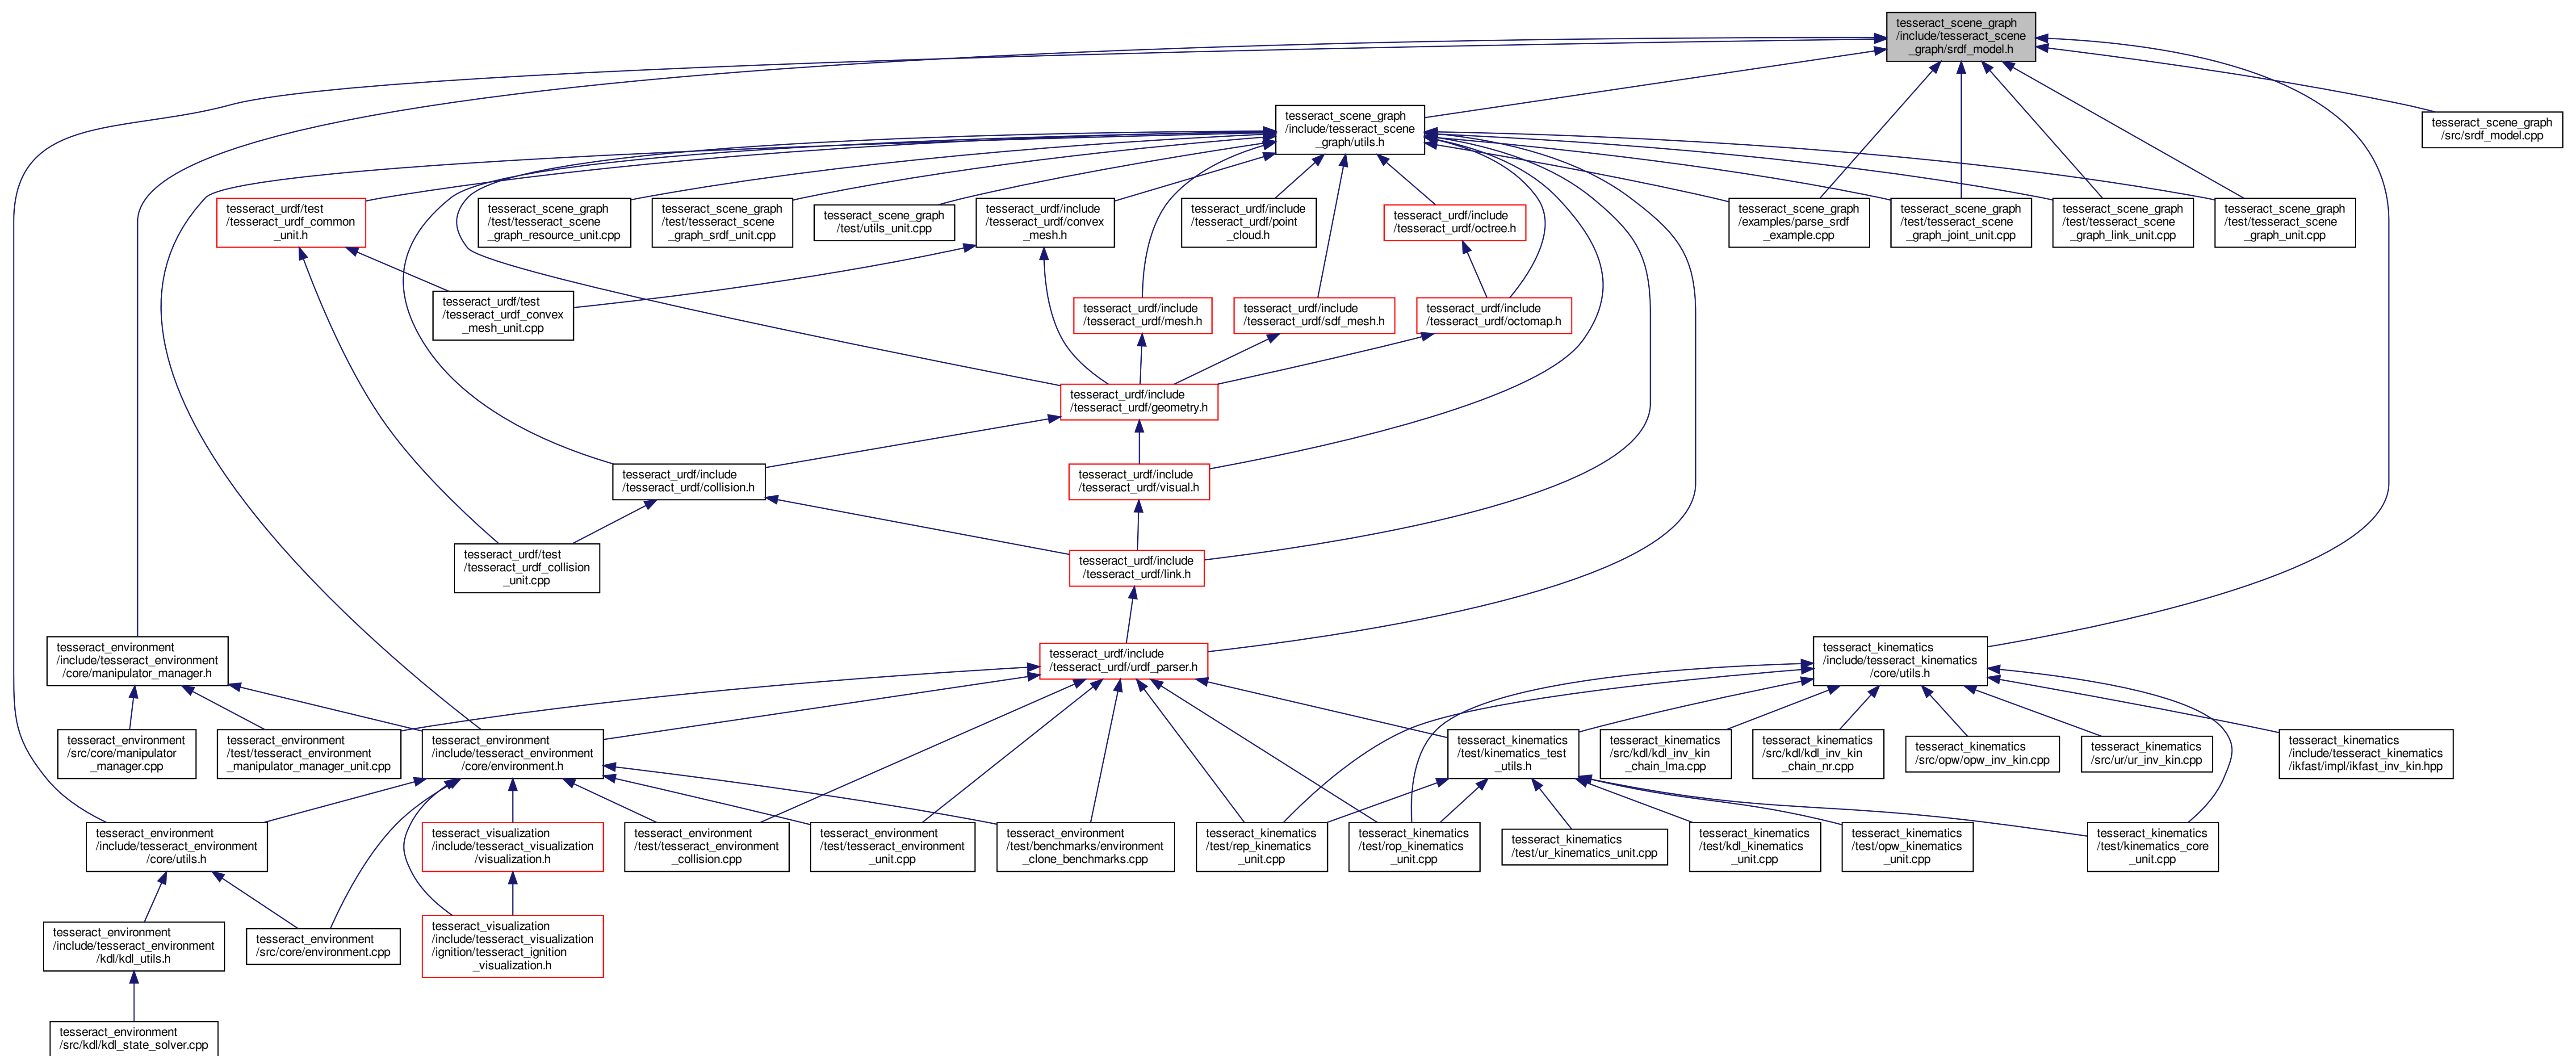 tesseract_scene_graph
/include/tesseract_scene
_graph/srdf_model.h
tesseract_scene_graph
/include/tesseract_scene
_graph/utils.h
tesseract_scene_graph
/src/srdf_model.cpp
tesseract_urdf/test
/tesseract_urdf_common
_unit.h
tesseract_scene_graph
/test/tesseract_scene
_graph_resource_unit.cpp
tesseract_scene_graph
/test/tesseract_scene
_graph_srdf_unit.cpp
tesseract_scene_graph
/test/utils_unit.cpp
tesseract_urdf/include
/tesseract_urdf/convex
_mesh.h
tesseract_urdf/include
/tesseract_urdf/point
_cloud.h
tesseract_urdf/include
/tesseract_urdf/octree.h
tesseract_scene_graph
/examples/parse_srdf
_example.cpp
tesseract_scene_graph
/test/tesseract_scene
_graph_joint_unit.cpp
tesseract_scene_graph
/test/tesseract_scene
_graph_link_unit.cpp
tesseract_scene_graph
/test/tesseract_scene
_graph_unit.cpp
tesseract_urdf/test
/tesseract_urdf_convex
_mesh_unit.cpp
tesseract_urdf/include
/tesseract_urdf/mesh.h
tesseract_urdf/include
/tesseract_urdf/sdf_mesh.h
tesseract_urdf/include
/tesseract_urdf/octomap.h
tesseract_urdf/include
/tesseract_urdf/geometry.h
tesseract_urdf/include
/tesseract_urdf/collision.h
tesseract_urdf/include
/tesseract_urdf/visual.h
tesseract_urdf/test
/tesseract_urdf_collision
_unit.cpp
tesseract_urdf/include
/tesseract_urdf/link.h
tesseract_environment
/include/tesseract_environment
/core/manipulator_manager.h
tesseract_urdf/include
/tesseract_urdf/urdf_parser.h
tesseract_kinematics
/include/tesseract_kinematics
/core/utils.h
tesseract_environment
/src/core/manipulator
_manager.cpp
tesseract_environment
/test/tesseract_environment
_manipulator_manager_unit.cpp
tesseract_environment
/include/tesseract_environment
/core/environment.h
tesseract_kinematics
/test/kinematics_test
_utils.h
tesseract_kinematics
/src/kdl/kdl_inv_kin
_chain_lma.cpp
tesseract_kinematics
/src/kdl/kdl_inv_kin
_chain_nr.cpp
tesseract_kinematics
/src/opw/opw_inv_kin.cpp
tesseract_kinematics
/src/ur/ur_inv_kin.cpp
tesseract_kinematics
/include/tesseract_kinematics
/ikfast/impl/ikfast_inv_kin.hpp
tesseract_environment
/include/tesseract_environment
/core/utils.h
tesseract_visualization
/include/tesseract_visualization
/visualization.h
tesseract_environment
/test/tesseract_environment
_collision.cpp
tesseract_environment
/test/tesseract_environment
_unit.cpp
tesseract_environment
/test/benchmarks/environment
_clone_benchmarks.cpp
tesseract_kinematics
/test/rep_kinematics
_unit.cpp
tesseract_kinematics
/test/rop_kinematics
_unit.cpp
tesseract_kinematics
/test/ur_kinematics_unit.cpp
tesseract_kinematics
/test/kdl_kinematics
_unit.cpp
tesseract_kinematics
/test/opw_kinematics
_unit.cpp
tesseract_kinematics
/test/kinematics_core
_unit.cpp
tesseract_environment
/include/tesseract_environment
/kdl/kdl_utils.h
tesseract_environment
/src/core/environment.cpp
tesseract_visualization
/include/tesseract_visualization
/ignition/tesseract_ignition
_visualization.h
tesseract_environment
/src/kdl/kdl_state_solver.cpp